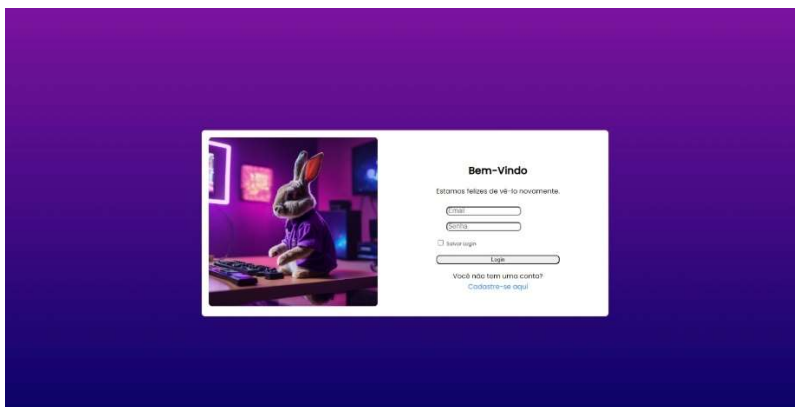 Bem-Vindo
Estamos felizes de vê-lo novamente.
Email
Senha
Salvar Login
Login
Você não tem uma conta?
Cadastre-se aqui